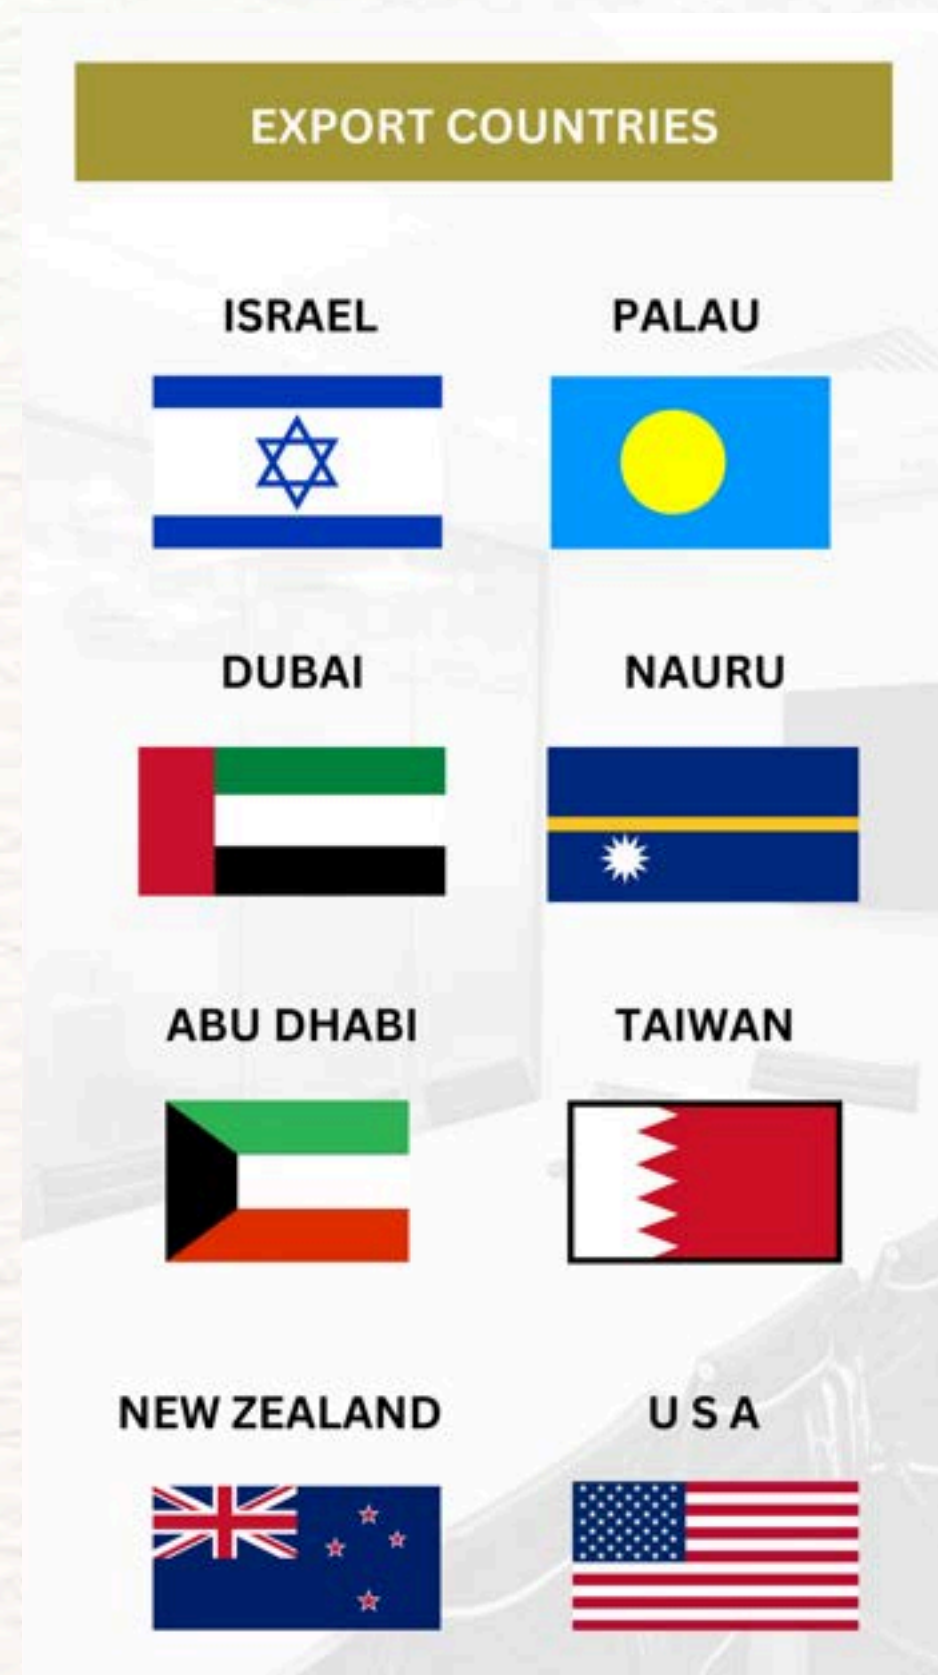 EXPORT COUNTRIES
ISRAEL PALAU
DUBAI NAURU
ABU DHABI TAIWAN
NEW ZEALAND U S A